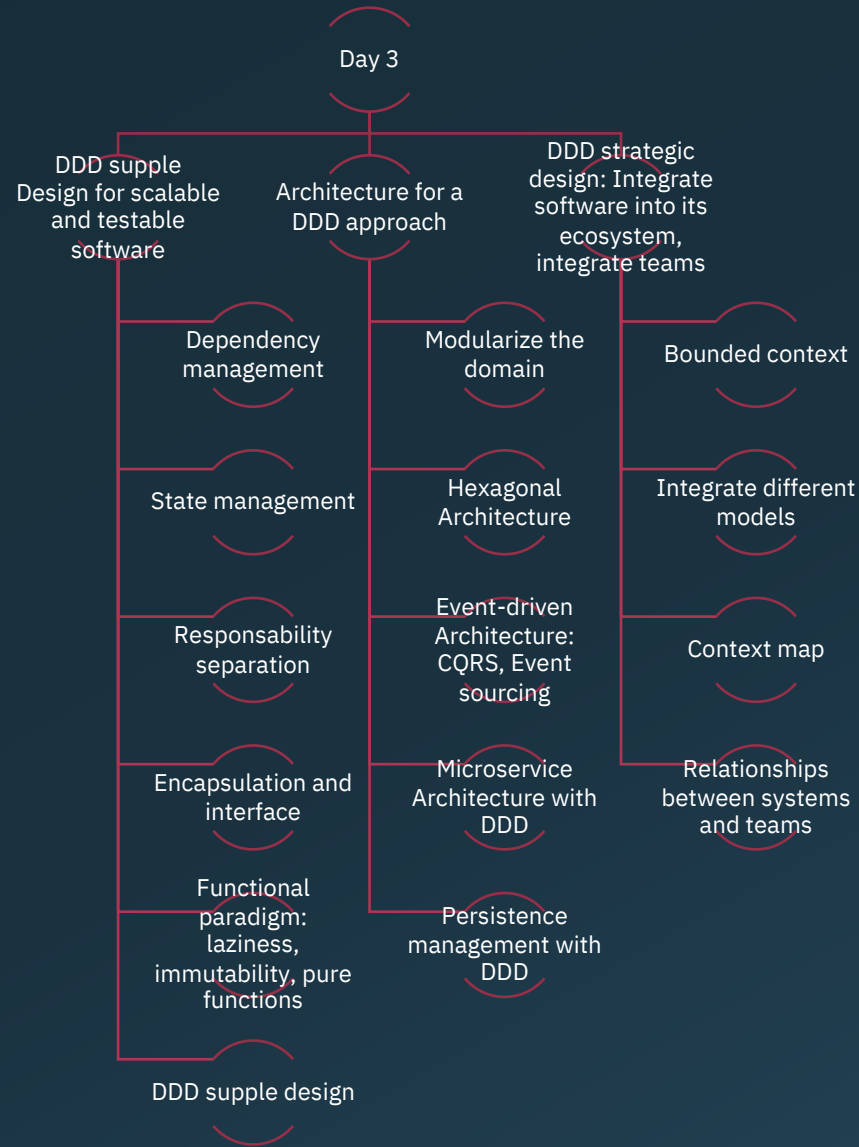 Day 3
DDD supple
Design for scalable
and testable
software
Dependency
management
State management
Responsability
separation
Encapsulation and
interface
Functional
paradigm:
laziness,
immutability, pure
functions
DDD supple design
Architecture for a
DDD approach
Modularize the
domain
Hexagonal
Architecture
Event-driven
Architecture:
CQRS, Event
sourcing
Microservice
Architecture with
DDD
Persistence
management with
DDD
DDD strategic
design: Integrate
software into its
ecosystem,
integrate teams
Bounded context
Integrate different
models
Context map
Relationships
between systems
and teams